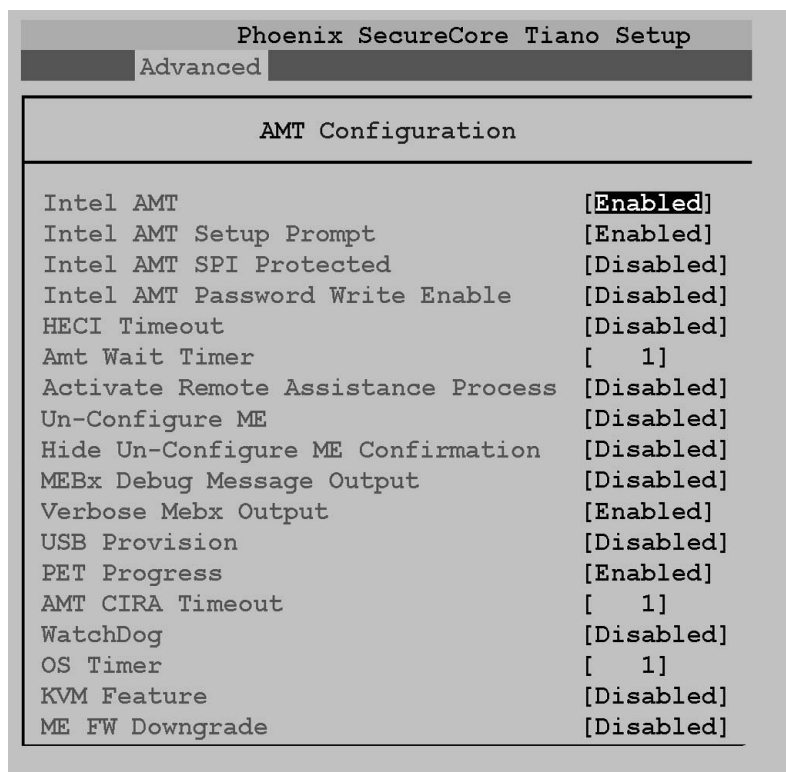 Phoenix SecureCore Tiano Setup
Advanced
AMT Configuration
Intel AMT [Enabled]
Intel AMT Setup Prompt [Enabled]
Intel AMT SPI Protected [Disabled]
Intel AMT Password Write Enable [Disabled]
HECI Timeout [Disabled]
Amt Wait Timer [ 1]
Activate Remote Assistance Process [Disabled]
Un-Configure ME [Disabled]
Hide Un-Configure ME Confirmation [Disabled]
MEBx Debug Message Output [Disabled]
Verbose Mebx Output [Enabled]
USB Provision [Disabled]
PET Progress [Enabled]
AMT CIRA Timeout [ 1]
WatchDog [Disabled]
OS Timer [ 1]
KVM Feature [Disabled]
ME FW Downgrade [Disabled]